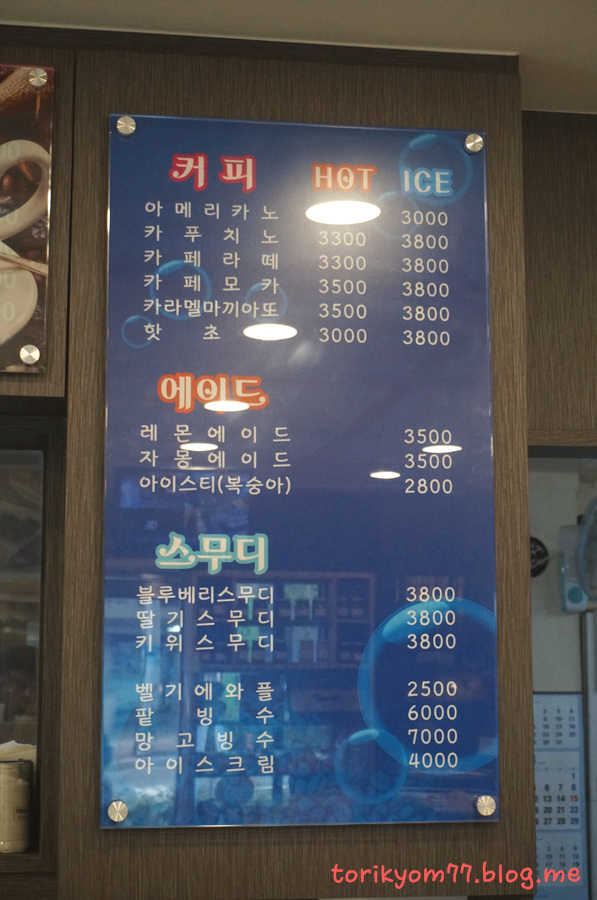 커피 HOT ICE
아메리카노 3000
카푸치노 3300 3800
카페라떼 3300 3800
카페모카 3500 3800
카라멜마끼아또 3500 3800
핫초 3000 3800
에이드
레몬에이드 3500
자몽에이드 3500
아이스티(복숭아) 2800
스무디
블루베리스무디 3800
딸기스무디 3800
키위스무디 3800
벨기에와플 2500
팥빙수 6000
망고빙수 7000
아이스크림 4000
torikyom77.blog.me